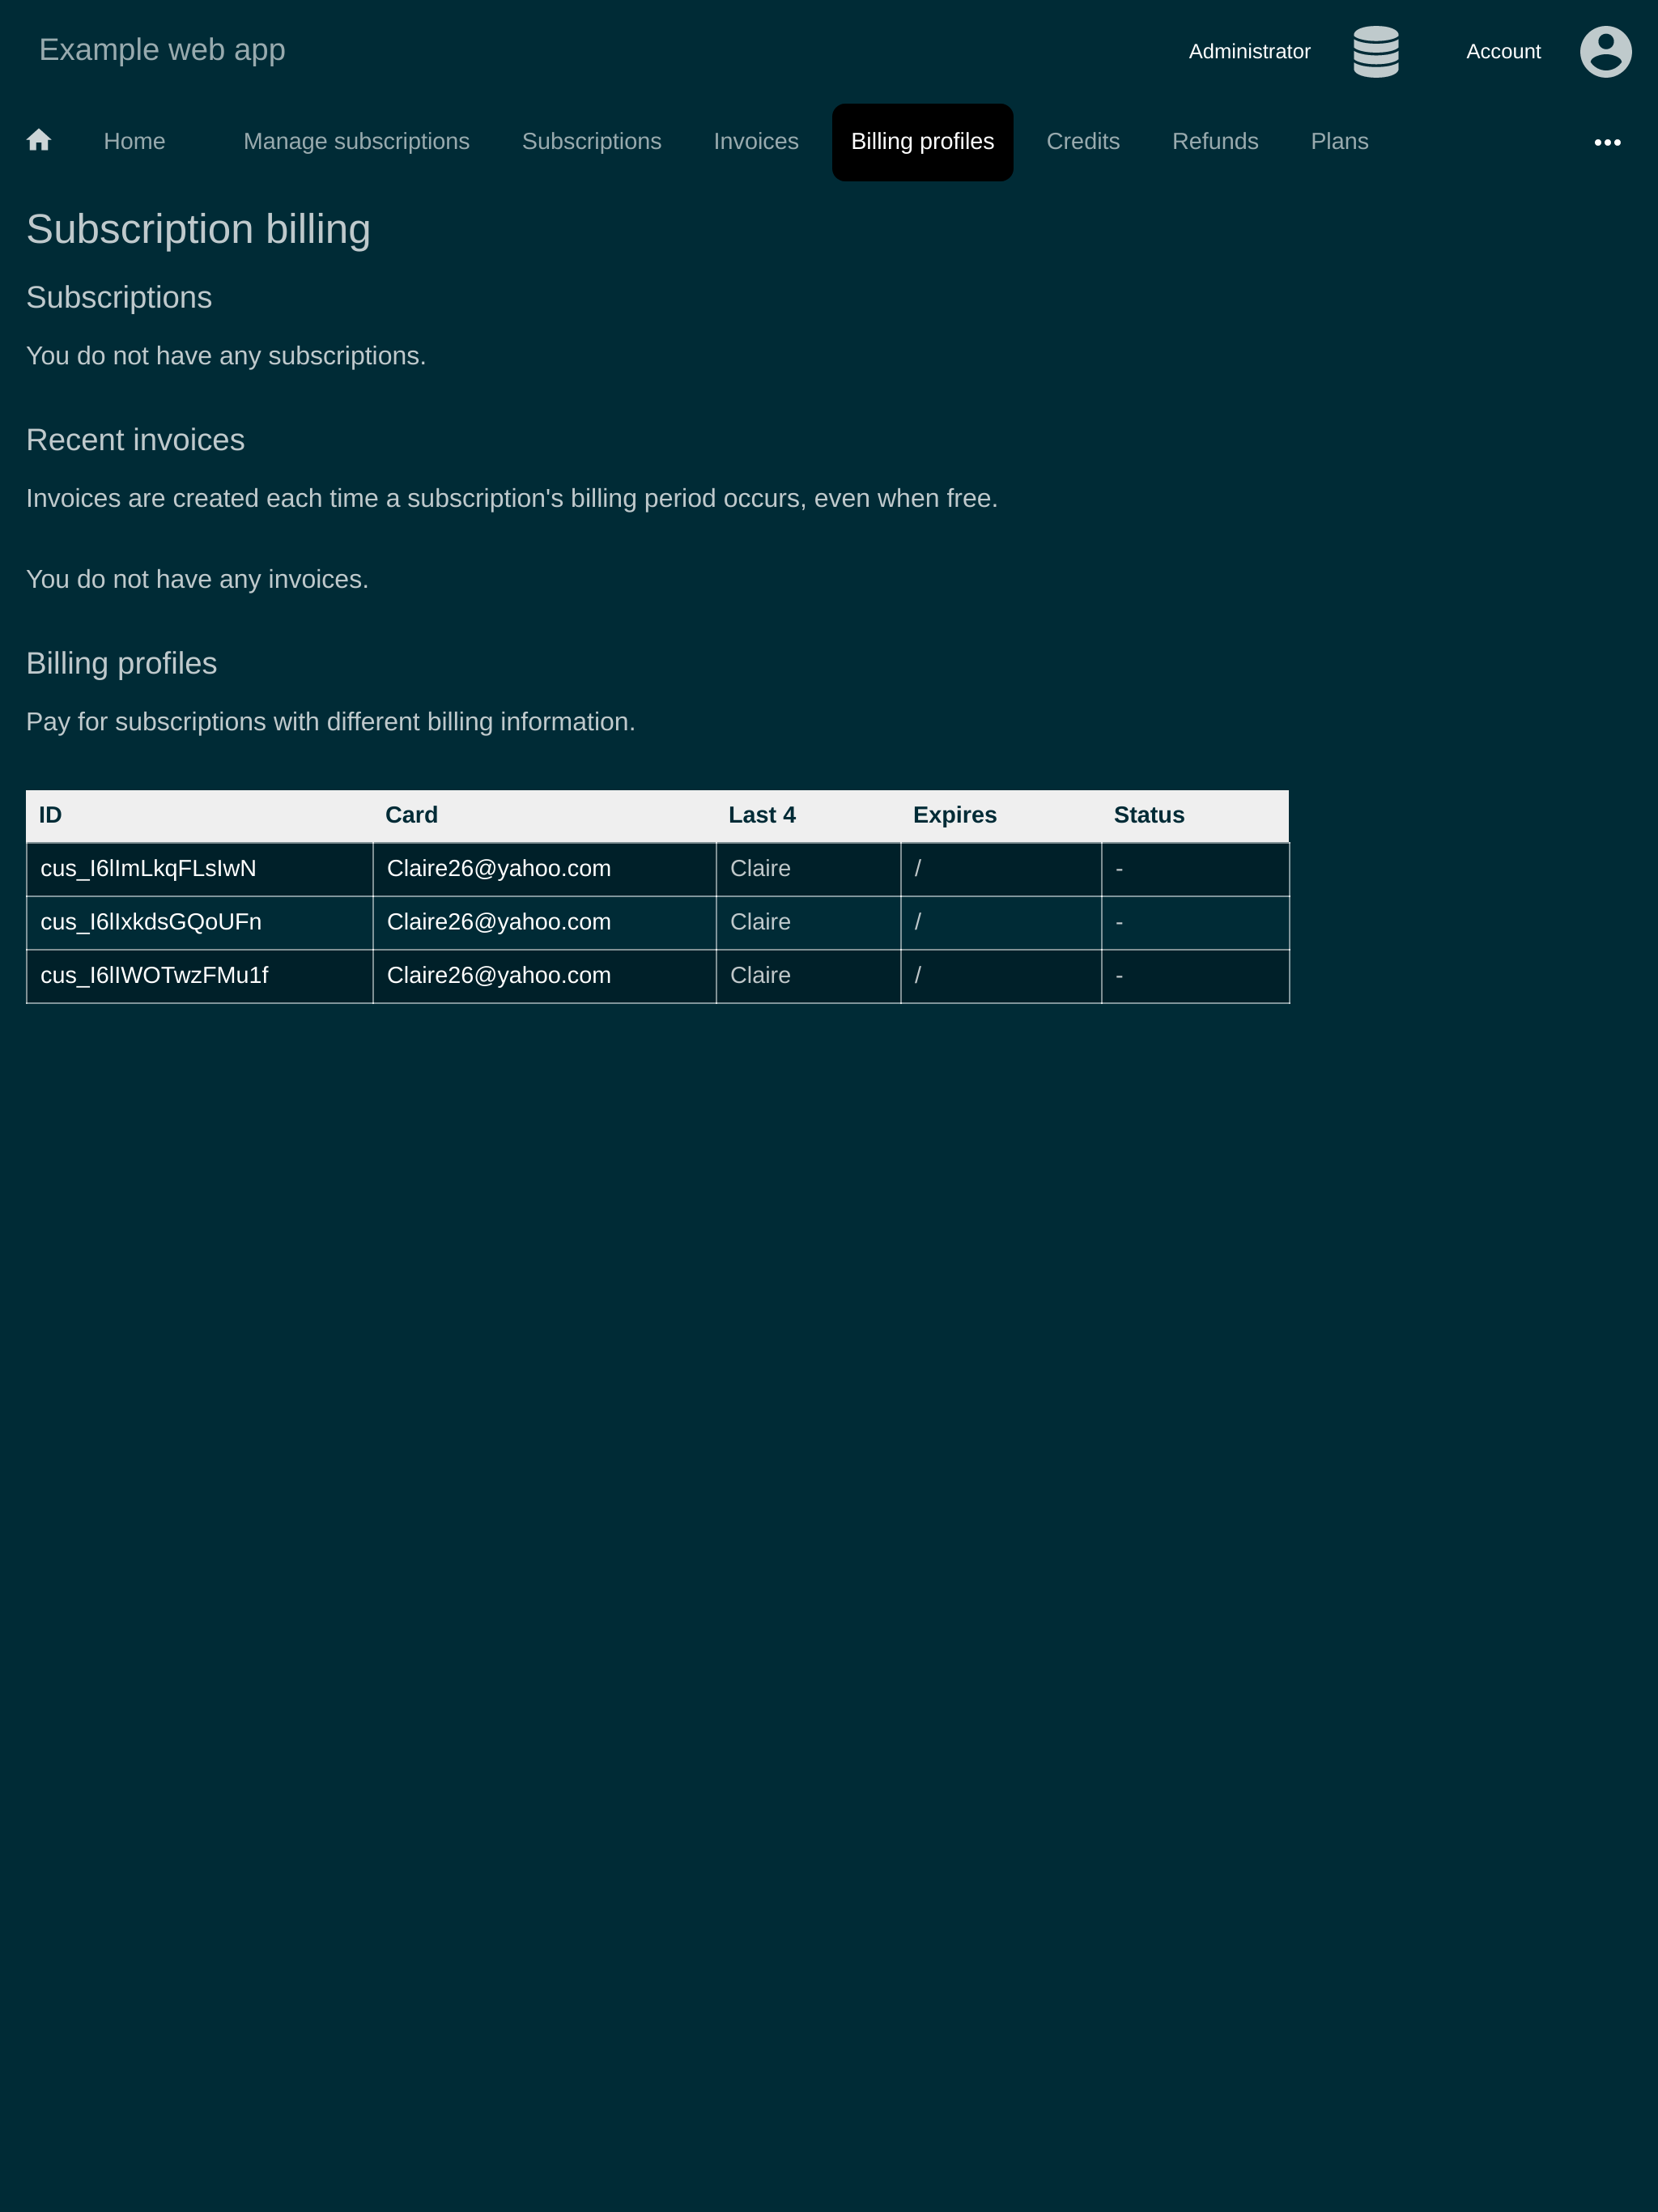 Example web app
Administrator
Account
Home Manage subscriptions Subscriptions Invoices Billing profiles Credits Refunds Plans
Subscription billing
Subscriptions
You do not have any subscriptions.
Recent invoices
Invoices are created each time a subscription's billing period occurs, even when free.
You do not have any invoices.
Billing profiles
Pay for subscriptions with different billing information.
ID Card Last 4 Expires Status
cus_I6lImLkqFLsIwN Claire26@yahoo.com Claire / -
cus_I6lIxkdsGQoUFn Claire26@yahoo.com Claire / -
cus_I6lIWOTwzFMu1f Claire26@yahoo.com Claire / -